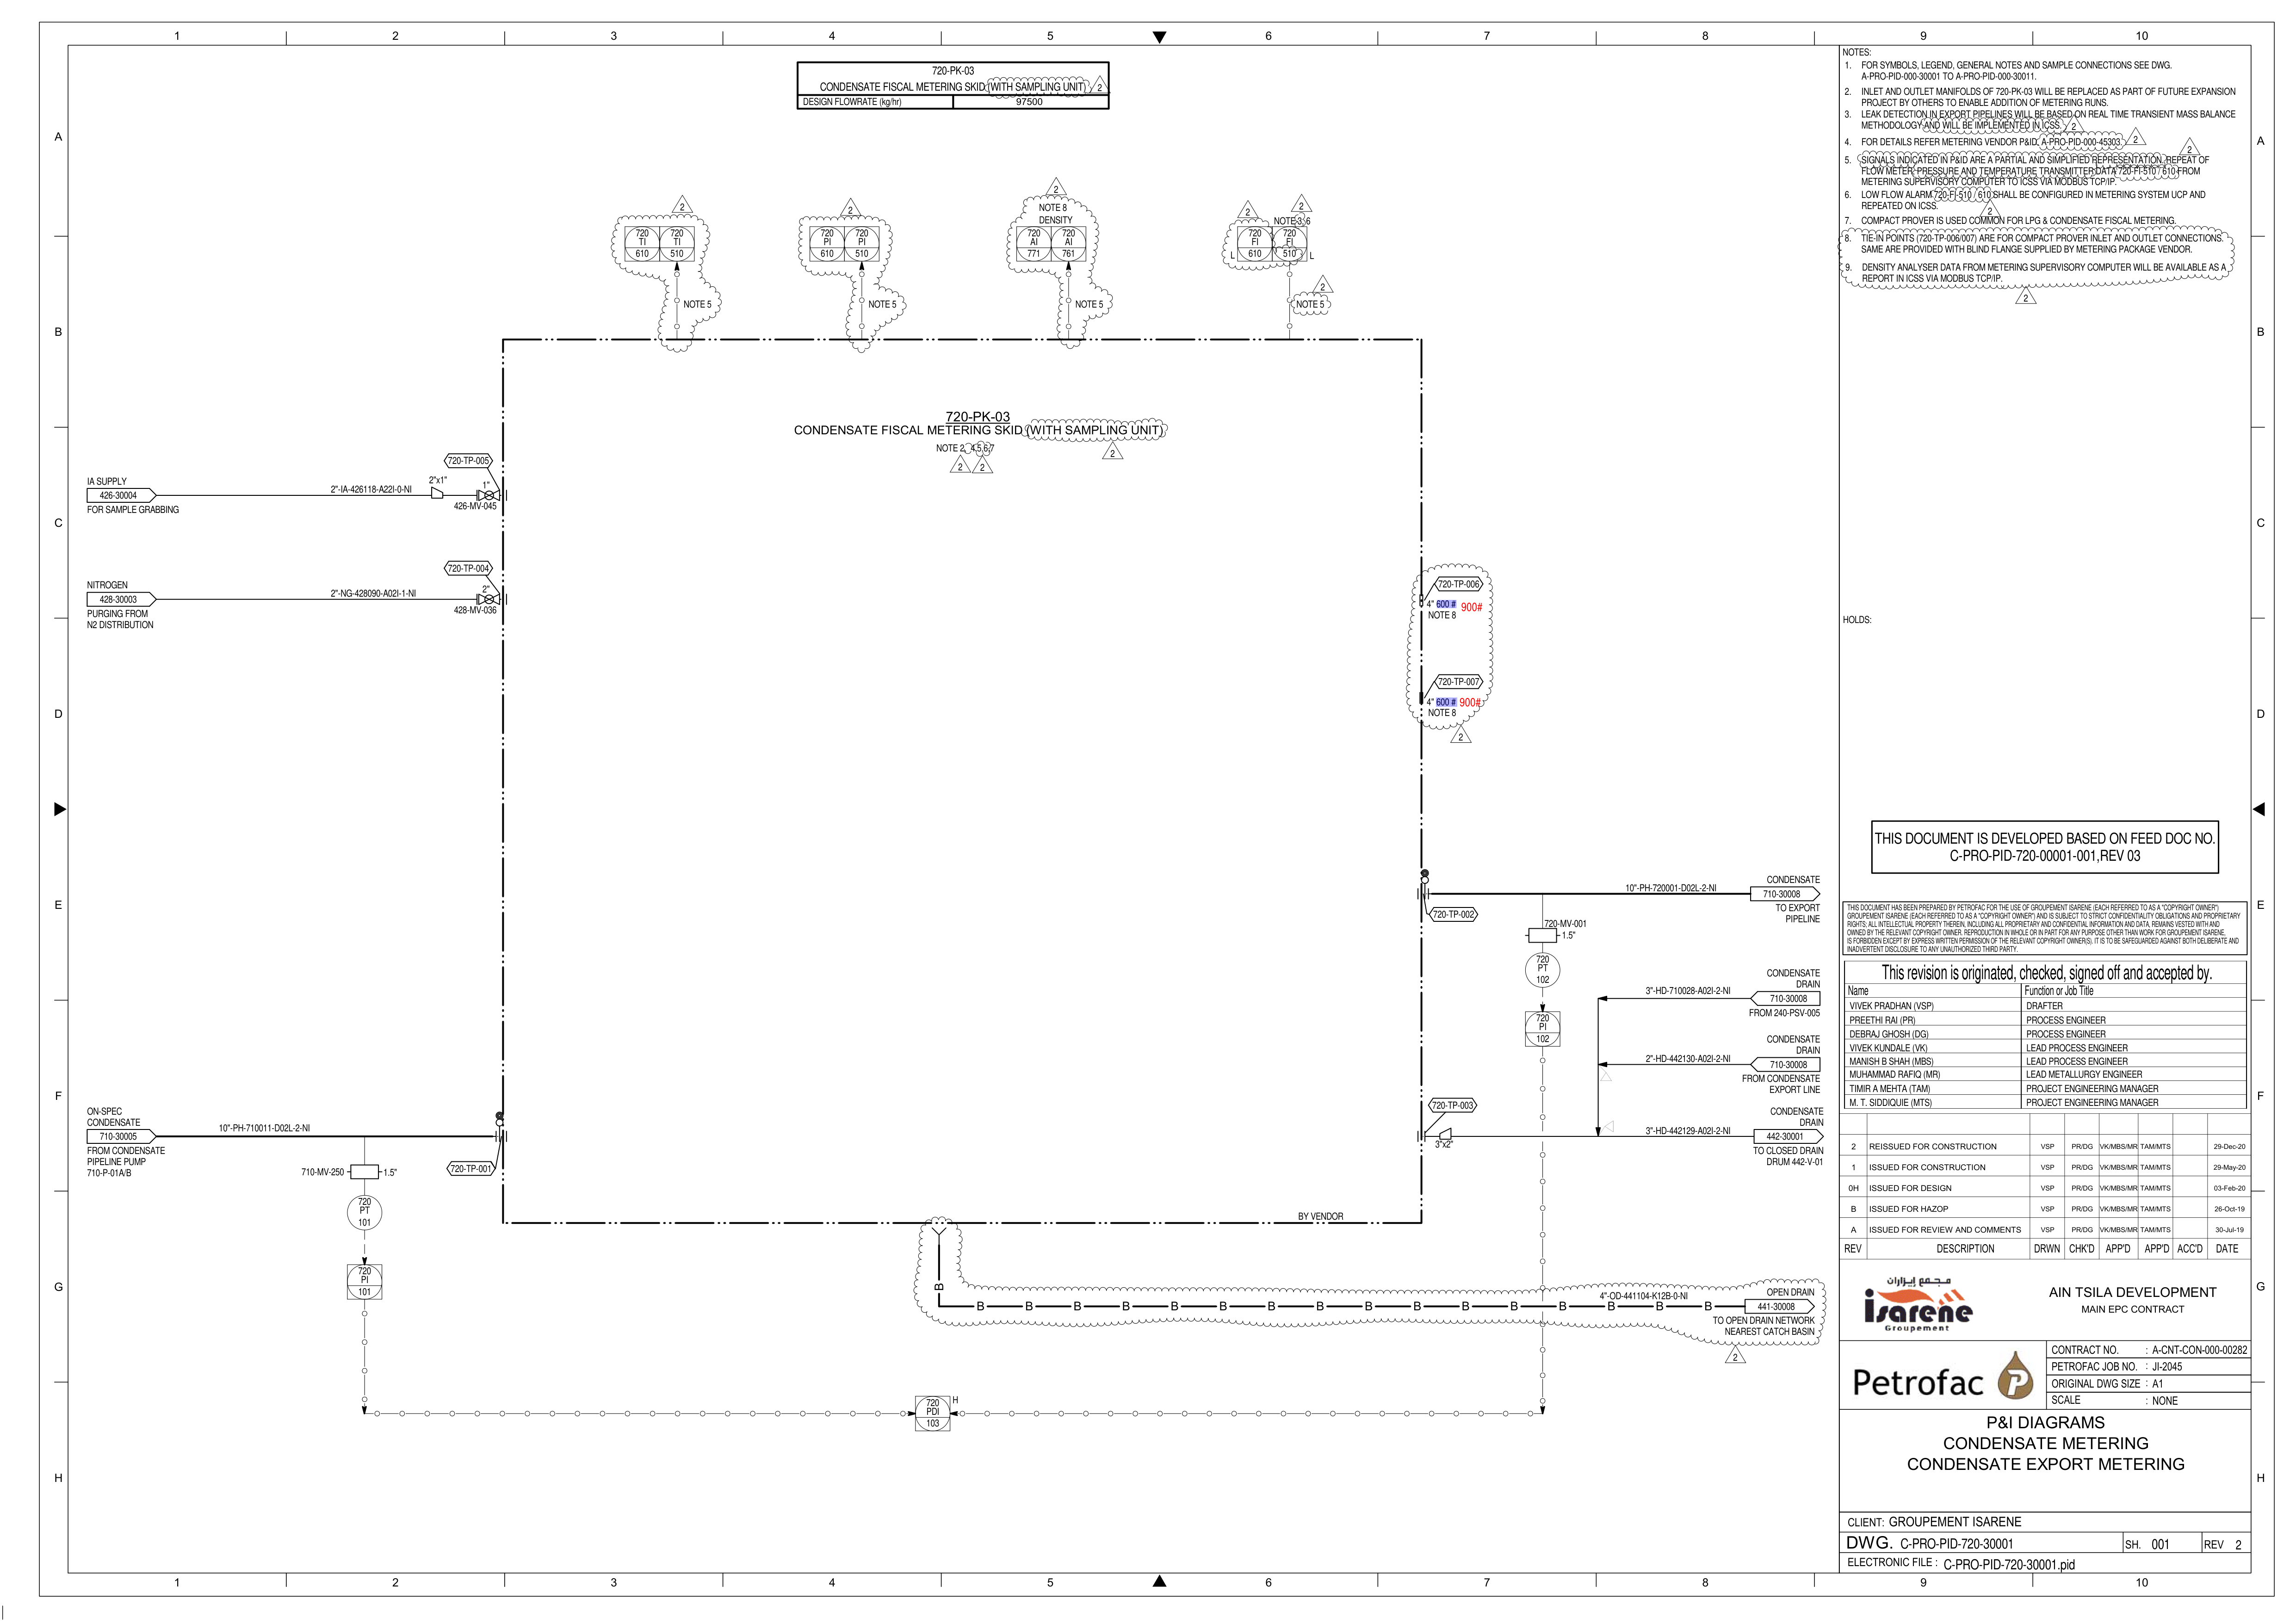 1 2 3 4 5 6 7 8 9 10
720-PK-03
CONDENSATE FISCAL METERING SKID (WITH SAMPLING UNIT) 2
DESIGN FLOWRATE (kg/hr) 97500
NOTES:
1. FOR SYMBOLS, LEGEND, GENERAL NOTES AND SAMPLE CONNECTIONS SEE DWG.
A-PRO-PID-000-30001 TO A-PRO-PID-000-30011.
2. INLET AND OUTLET MANIFOLDS OF 720-PK-03 WILL BE REPLACED AS PART OF FUTURE EXPANSION
PROJECT BY OTHERS TO ENABLE ADDITION OF METERING RUNS.
3. LEAK DETECTION IN EXPORT PIPELINES WILL BE BASED ON REAL TIME TRANSIENT MASS BALANCE
METHODOLOGY AND WILL BE IMPLEMENTED IN ICSS. 2
4. FOR DETAILS REFER METERING VENDOR P&ID. A-PRO-PID-000-45303. 2
5. SIGNALS INDICATED IN P&ID ARE A PARTIAL AND SIMPLIFIED REPRESENTATION. REPEAT OF 2
FLOW METER, PRESSURE AND TEMPERATURE TRANSMITTER DATA 720-FI-510 / 610 FROM
METERING SUPERVISORY COMPUTER TO ICSS VIA MODBUS TCP/IP.
6. LOW FLOW ALARM 720-FI-510 / 610 SHALL BE CONFIGURED IN METERING SYSTEM UCP AND
REPEATED ON ICSS. 2
7. COMPACT PROVER IS USED COMMON FOR LPG & CONDENSATE FISCAL METERING.
8. TIE-IN POINTS (720-TP-006/007) ARE FOR COMPACT PROVER INLET AND OUTLET CONNECTIONS.
SAME ARE PROVIDED WITH BLIND FLANGE SUPPLIED BY METERING PACKAGE VENDOR.
9. DENSITY ANALYSER DATA FROM METERING SUPERVISORY COMPUTER WILL BE AVAILABLE AS A
REPORT IN ICSS VIA MODBUS TCP/IP.
2
HOLDS:
A
B
C
D
E
F
G
H
2
720 TI 610
720 TI 510
NOTE 5
2
720 PI 610
720 PI 510
NOTE 5
2
NOTE 8
DENSITY
720 AI 771
720 AI 761
NOTE 5
2 2
NOTE 3,6
L 720 FI 610
720 FI 510 L
2
NOTE 5
720-PK-03
CONDENSATE FISCAL METERING SKID (WITH SAMPLING UNIT)
NOTE 2, 4,5,6,7
2 2 2
720-TP-005
IA SUPPLY
426-30004
FOR SAMPLE GRABBING
2"-IA-426118-A22I-0-NI
2"x1"
1"
426-MV-045
720-TP-004
NITROGEN
428-30003
PURGING FROM
N2 DISTRIBUTION
2"-NG-428090-A02I-1-NI
2"
428-MV-036
720-TP-006
4" 600 # 900#
NOTE 8
720-TP-007
4" 600 # 900#
NOTE 8
2
CONDENSATE
10"-PH-720001-D02L-2-NI
710-30008
TO EXPORT
PIPELINE
720-TP-002
720-MV-001
1.5"
720 PT 102
720 PI 102
CONDENSATE
DRAIN
3"-HD-710028-A02I-2-NI
710-30008
FROM 240-PSV-005
CONDENSATE
DRAIN
2"-HD-442130-A02I-2-NI
710-30008
FROM CONDENSATE
EXPORT LINE
720-TP-003
3"x2"
CONDENSATE
DRAIN
3"-HD-442129-A02I-2-NI
442-30001
TO CLOSED DRAIN
DRUM 442-V-01
ON-SPEC
CONDENSATE
710-30005
FROM CONDENSATE
PIPELINE PUMP
710-P-01A/B
10"-PH-710011-D02L-2-NI
710-MV-250
1.5"
720-TP-001
720 PT 101
720 PI 101
BY VENDOR
B
B B B B B B B B B B B B B B B B
4"-OD-441104-K12B-0-NI
OPEN DRAIN
441-30008
TO OPEN DRAIN NETWORK
NEAREST CATCH BASIN
2
720 PDI 103 H
THIS DOCUMENT IS DEVELOPED BASED ON FEED DOC NO.
C-PRO-PID-720-00001-001,REV 03
THIS DOCUMENT HAS BEEN PREPARED BY PETROFAC FOR THE USE OF GROUPEMENT ISARENE (EACH REFERRED TO AS A "COPYRIGHT OWNER")
GROUPEMENT ISARENE (EACH REFERRED TO AS A "COPYRIGHT OWNER") AND IS SUBJECT TO STRICT CONFIDENTIALITY OBLIGATIONS AND PROPRIETARY
RIGHTS; ALL INTELLECTUAL PROPERTY THEREIN, INCLUDING ALL PROPRIETARY AND CONFIDENTIAL INFORMATION AND DATA, REMAINS VESTED WITH AND
OWNED BY THE RELEVANT COPYRIGHT OWNER. REPRODUCTION IN WHOLE OR IN PART FOR ANY PURPOSE OTHER THAN WORK FOR GROUPEMENT ISARENE,
IS FORBIDDEN EXCEPT BY EXPRESS WRITTEN PERMISSION OF THE RELEVANT COPYRIGHT OWNER(S). IT IS TO BE SAFEGUARDED AGAINST BOTH DELIBERATE AND
INADVERTENT DISCLOSURE TO ANY UNAUTHORIZED THIRD PARTY.
This revision is originated, checked, signed off and accepted by.
Name Function or Job Title
VIVEK PRADHAN (VSP) DRAFTER
PREETHI RAI (PR) PROCESS ENGINEER
DEBRAJ GHOSH (DG) PROCESS ENGINEER
VIVEK KUNDALE (VK) LEAD PROCESS ENGINEER
MANISH B SHAH (MBS) LEAD PROCESS ENGINEER
MUHAMMAD RAFIQ (MR) LEAD METALLURGY ENGINEER
TIMIR A MEHTA (TAM) PROJECT ENGINEERING MANAGER
M. T. SIDDIQUIE (MTS) PROJECT ENGINEERING MANAGER
2 REISSUED FOR CONSTRUCTION VSP PR/DG VK/MBS/MR TAM/MTS 29-Dec-20
1 ISSUED FOR CONSTRUCTION VSP PR/DG VK/MBS/MR TAM/MTS 29-May-20
0H ISSUED FOR DESIGN VSP PR/DG VK/MBS/MR TAM/MTS 03-Feb-20
B ISSUED FOR HAZOP VSP PR/DG VK/MBS/MR TAM/MTS 26-Oct-19
A ISSUED FOR REVIEW AND COMMENTS VSP PR/DG VK/MBS/MR TAM/MTS 30-Jul-19
REV DESCRIPTION DRWN CHK'D APP'D APP'D ACC'D DATE
مجمع إيزاران
isarene
Groupement
AIN TSILA DEVELOPMENT
MAIN EPC CONTRACT
Petrofac
CONTRACT NO. : A-CNT-CON-000-00282
PETROFAC JOB NO. : JI-2045
ORIGINAL DWG SIZE : A1
SCALE : NONE
P&I DIAGRAMS
CONDENSATE METERING
CONDENSATE EXPORT METERING
CLIENT: GROUPEMENT ISARENE
DWG. C-PRO-PID-720-30001 SH. 001 REV 2
ELECTRONIC FILE : C-PRO-PID-720-30001.pid
A
B
C
D
E
F
G
H
1 2 3 4 5 6 7 8 9 10